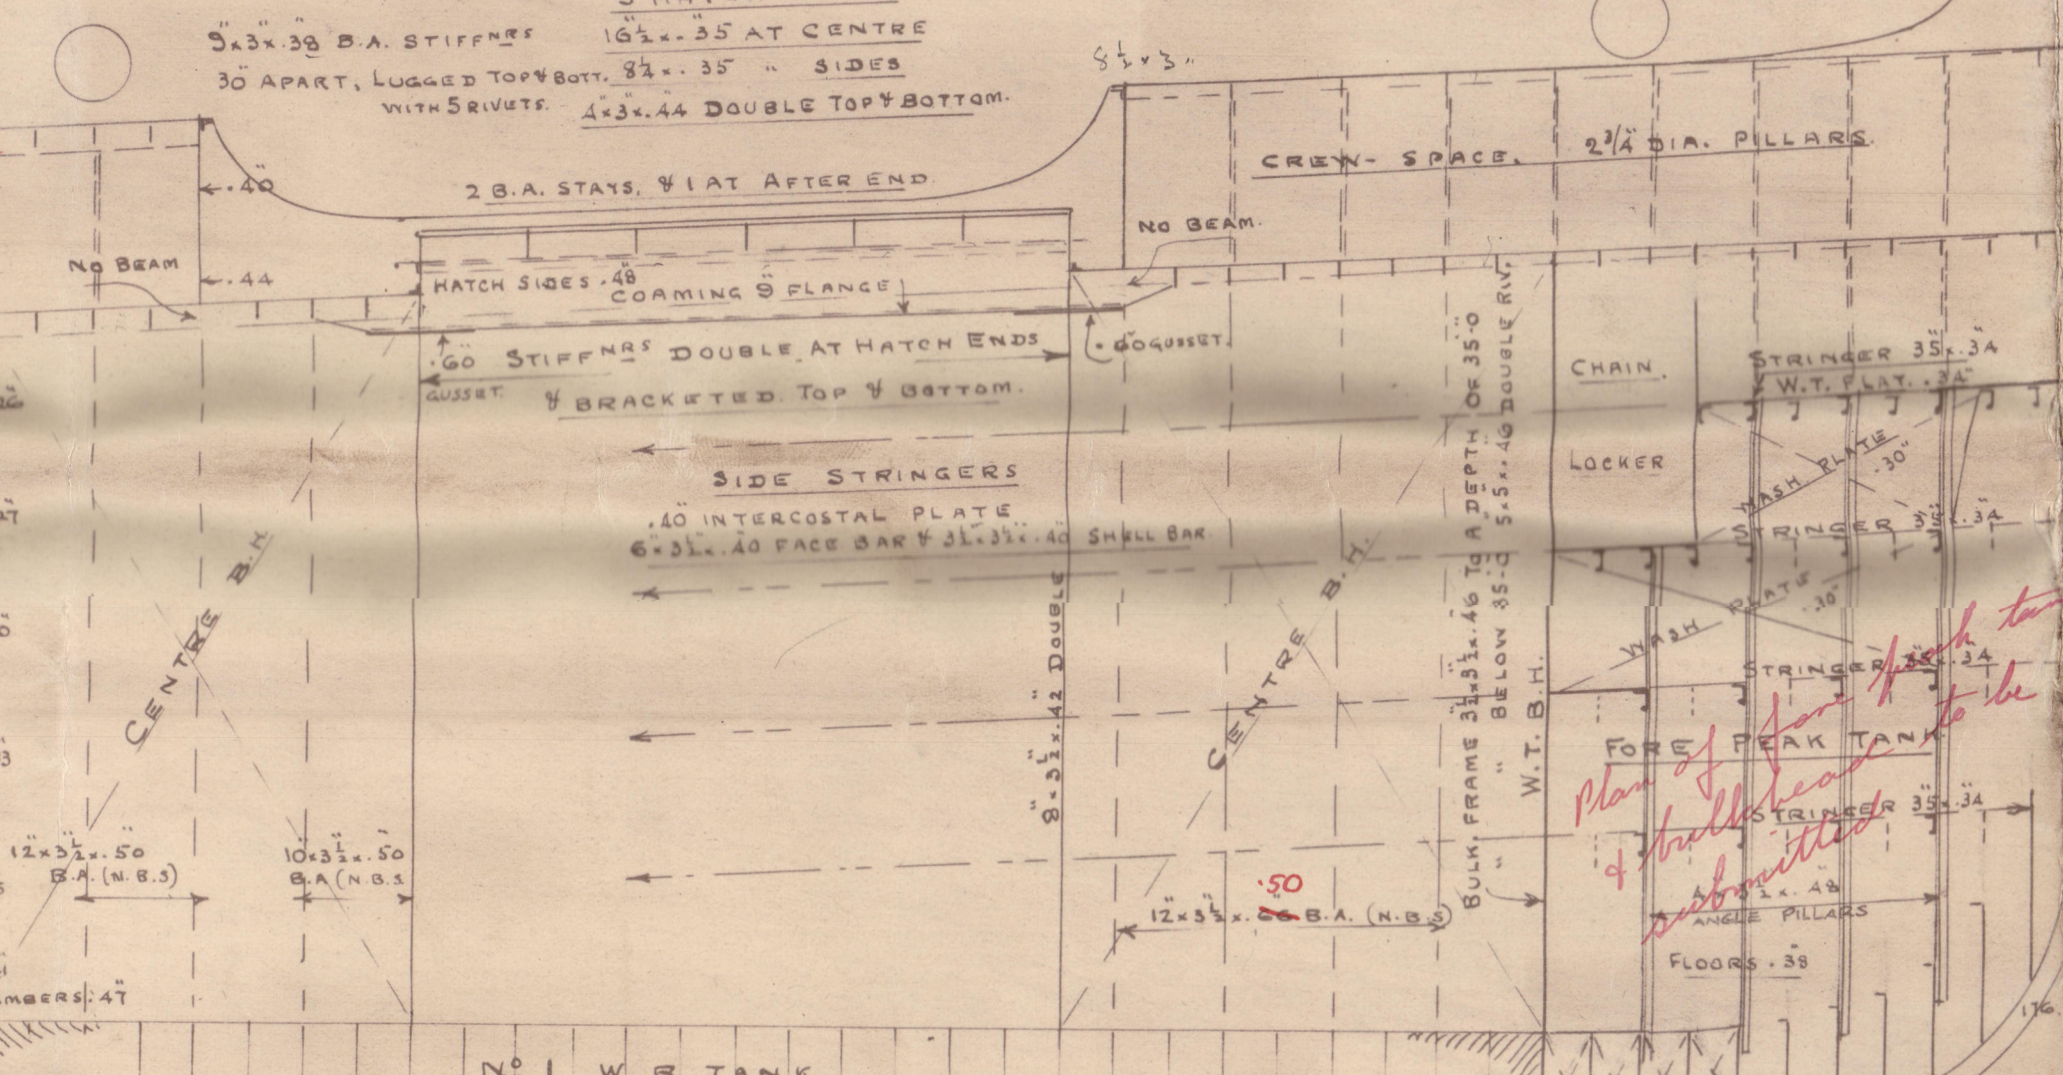 9"x3"x.38 B.A. STIFFNRS
30" APART, LUGGED TOP & BOTT.
WITH 5 RIVETS.
16½"x.35 AT CENTRE
8¼"x.35 " SIDES
4"x3"x.44 DOUBLE TOP & BOTTOM.
8½ x 3"
CREW-SPACE.
2¾" DIA. PILLARS.
.40
2 B.A. STAYS, & 1 AT AFTER END.
NO BEAM.
NO BEAM
.44
HATCH SIDES .48"
COAMING 9" FLANGE
.60" STIFFNRS DOUBLE AT HATCH ENDS
GUSSET.
& BRACKETED TOP & BOTTOM.
.60" GUSSET.
CHAIN.
LOCKER
STRINGER 35"x.34
W.T. FLAT. .34"
WASH PLATE
.30"
SIDE STRINGERS
.40" INTERCOSTAL PLATE
6"x3½"x.40 FACE BAR & 3½"x3½"x.40" SHELL BAR.
STRINGER 35"x.34
WASH PLATE
.30"
CENTRE B.H.
CENTRE B.H.
8"x3½"x.42 DOUBLE
BULK. FRAME 3½"x3½"x.46 TO A DEPTH OF 35'-0"
" " BELOW 35'-0 5"x5"x.46 DOUBLE RIV.
W.T. B.H.
STRINGER 35"x.34
FORE PEAK TANK.
STRINGER 35"x.34
Plan of fore peak tank
& bulkhead to be
submitted
12"x3½"x.50
B.A. (N.B.S)
10"x3½"x.50
B.A (N.B.S
.50
12"x3½"x.66" B.A. (N.B.S)
ANGLE PILLARS
FLOORS .38"
MBERS .47"
No 1 W B TANK